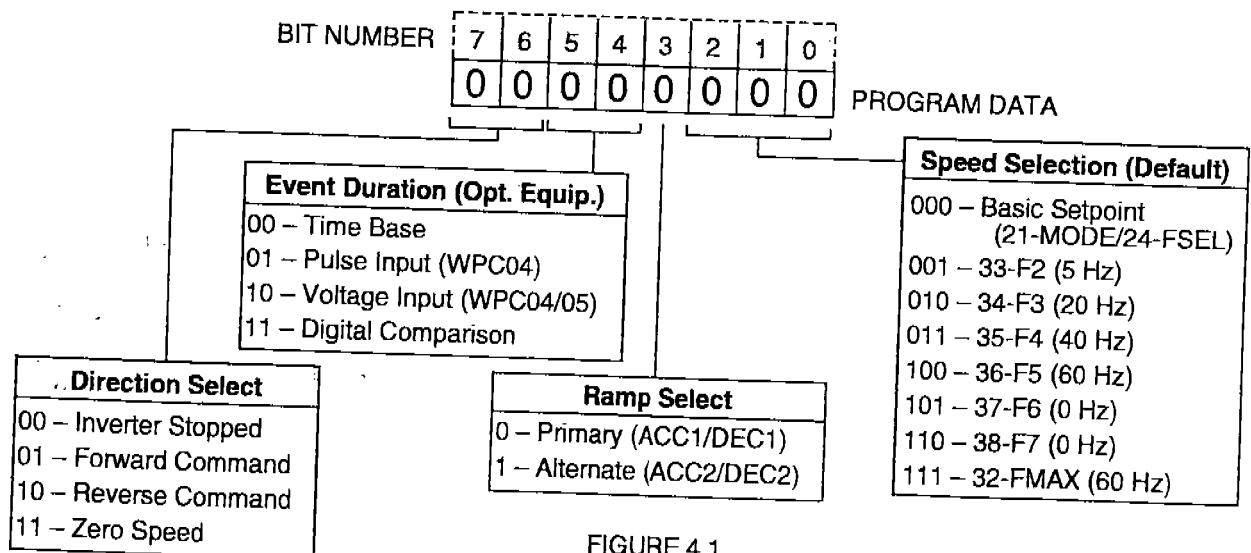 BIT NUMBER 7 6 5 4 3 2 1 0
0 0 0 0 0 0 0 0 PROGRAM DATA
Event Duration (Opt. Equip.)
00 – Time Base
01 – Pulse Input (WPC04)
10 – Voltage Input (WPC04/05)
11 – Digital Comparison
Speed Selection (Default)
000 – Basic Setpoint
(21-MODE/24-FSEL)
001 – 33-F2 (5 Hz)
010 – 34-F3 (20 Hz)
011 – 35-F4 (40 Hz)
100 – 36-F5 (60 Hz)
101 – 37-F6 (0 Hz)
110 – 38-F7 (0 Hz)
111 – 32-FMAX (60 Hz)
Direction Select
00 – Inverter Stopped
01 – Forward Command
10 – Reverse Command
11 – Zero Speed
Ramp Select
0 – Primary (ACC1/DEC1)
1 – Alternate (ACC2/DEC2)
FIGURE 4.1